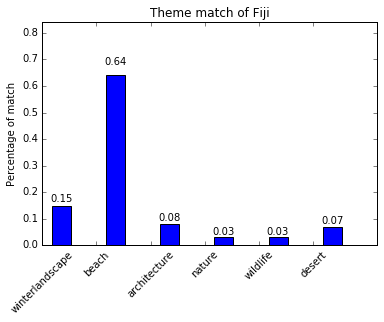 Theme match of Fiji
Percentage of match
0.8
0.7
0.6
0.5
0.4
0.3
0.2
0.1
0.0
0.15
0.64
0.08
0.03
0.03
0.07
winterlandscape
beach
architecture
nature
wildlife
desert